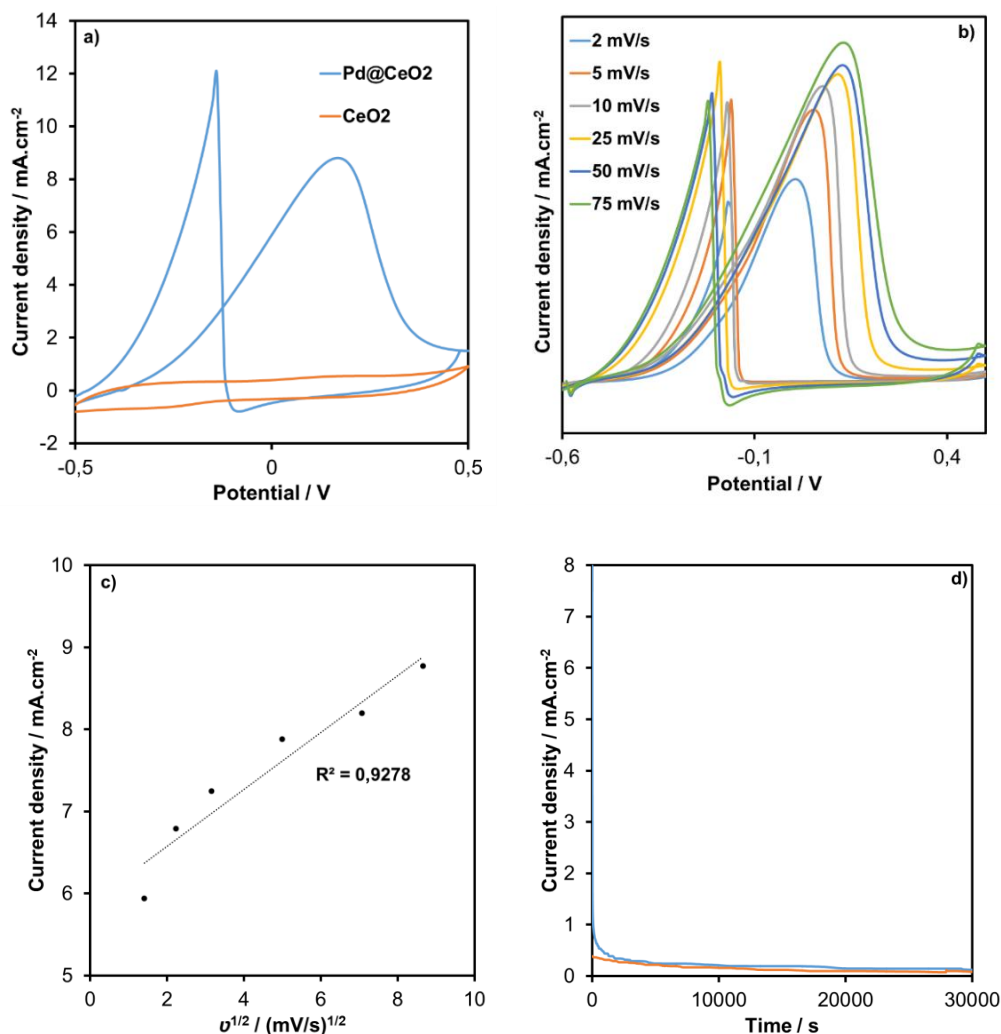 a)
Current density / mA.cm-2
14
12
10
8
6
4
2
0
-2
Pd@CeO2
CeO2
-0,5
0
0,5
Potential / V
b)
Current density / mA.cm-2
2 mV/s
5 mV/s
10 mV/s
25 mV/s
50 mV/s
75 mV/s
-0,6
-0,1
0,4
Potential / V
c)
Current density / mA.cm-2
10
9
8
7
6
5
R² = 0,9278
0
2
4
6
8
10
υ1/2 / (mV/s)1/2
d)
Current density / mA.cm-2
8
7
6
5
4
3
2
1
0
0
10000
20000
30000
Time / s